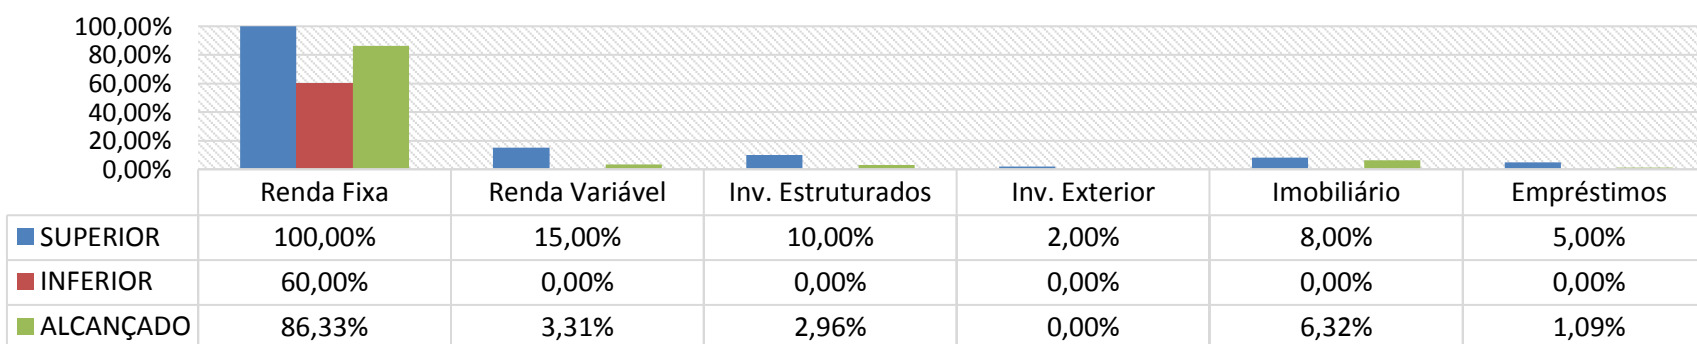 100,00%
80,00%
60,00%
40,00%
20,00%
0,00%
Renda Fixa Renda Variável Inv. Estruturados Inv. Exterior Imobiliário Empréstimos
SUPERIOR 100,00% 15,00% 10,00% 2,00% 8,00% 5,00%
INFERIOR 60,00% 0,00% 0,00% 0,00% 0,00% 0,00%
ALCANÇADO 86,33% 3,31% 2,96% 0,00% 6,32% 1,09%